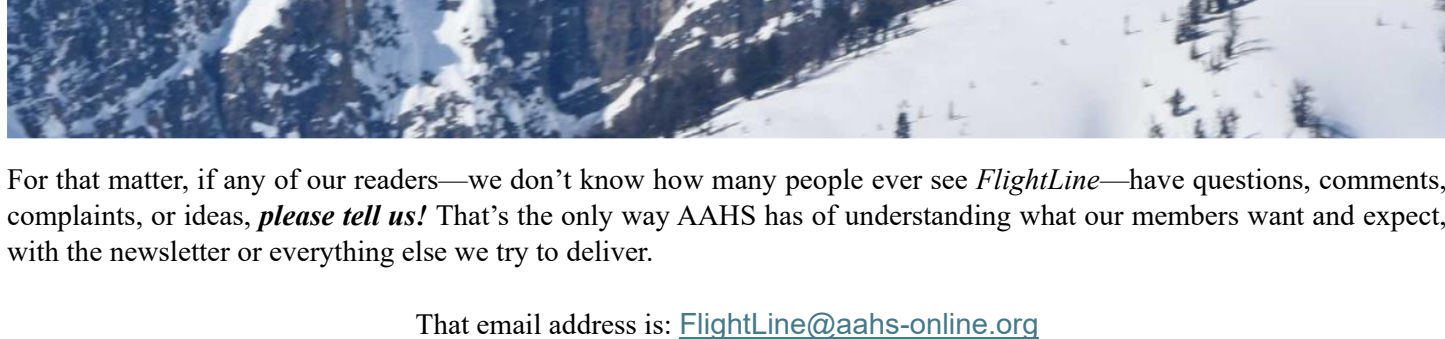 For that matter, if any of our readers—we don’t know how many people ever see FlightLine—have questions, comments,
complaints, or ideas, please tell us! That’s the only way AAHS has of understanding what our members want and expect,
with the newsletter or everything else we try to deliver.
That email address is: FlightLine@aahs-online.org